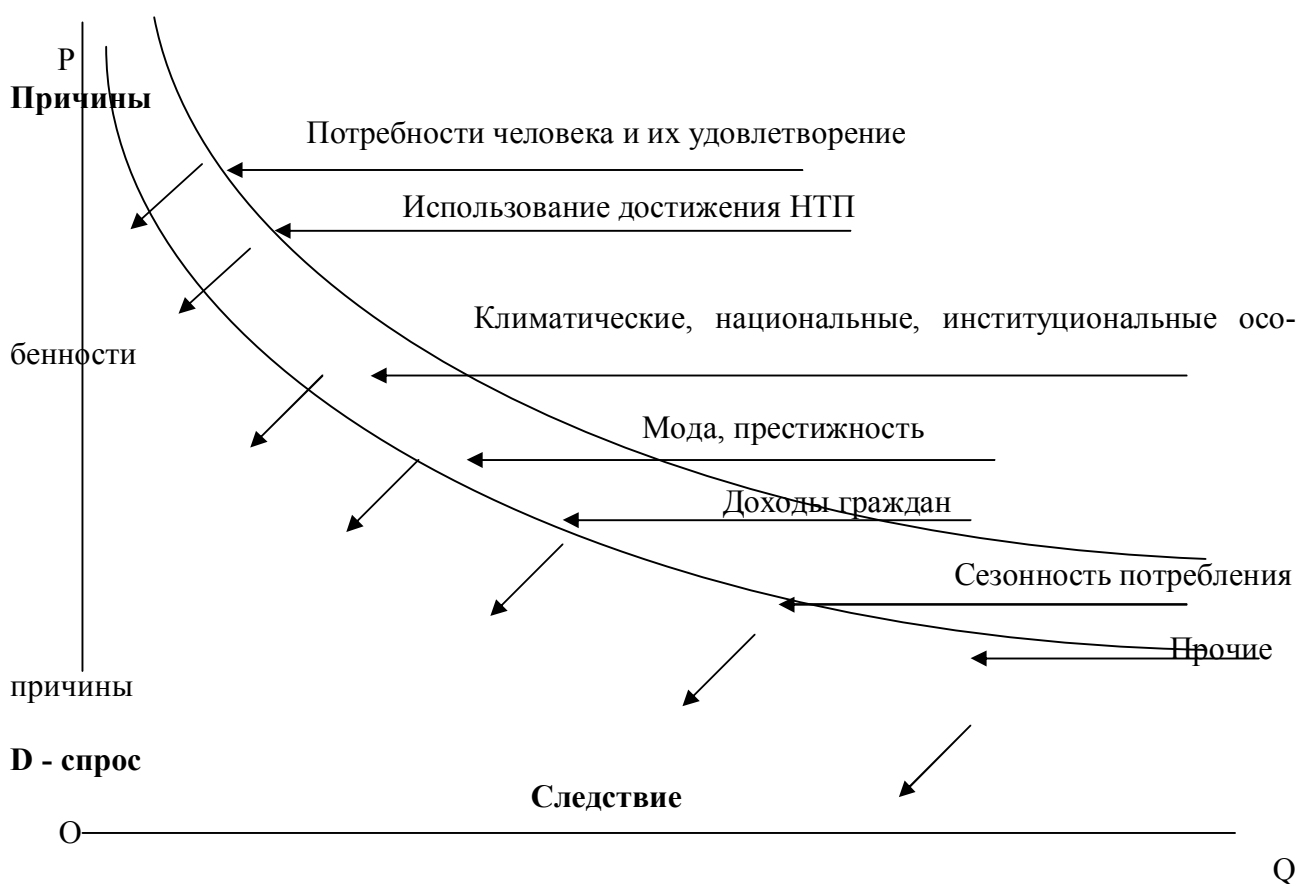 P
Причины
Потребности человека и их удовлетворение
Использование достижения НТП
Климатические, национальные, институциональные осо-
бенности
Мода, престижность
Доходы граждан
Сезонность потребления
Прочие
причины
D - спрос
Следствие
O
Q